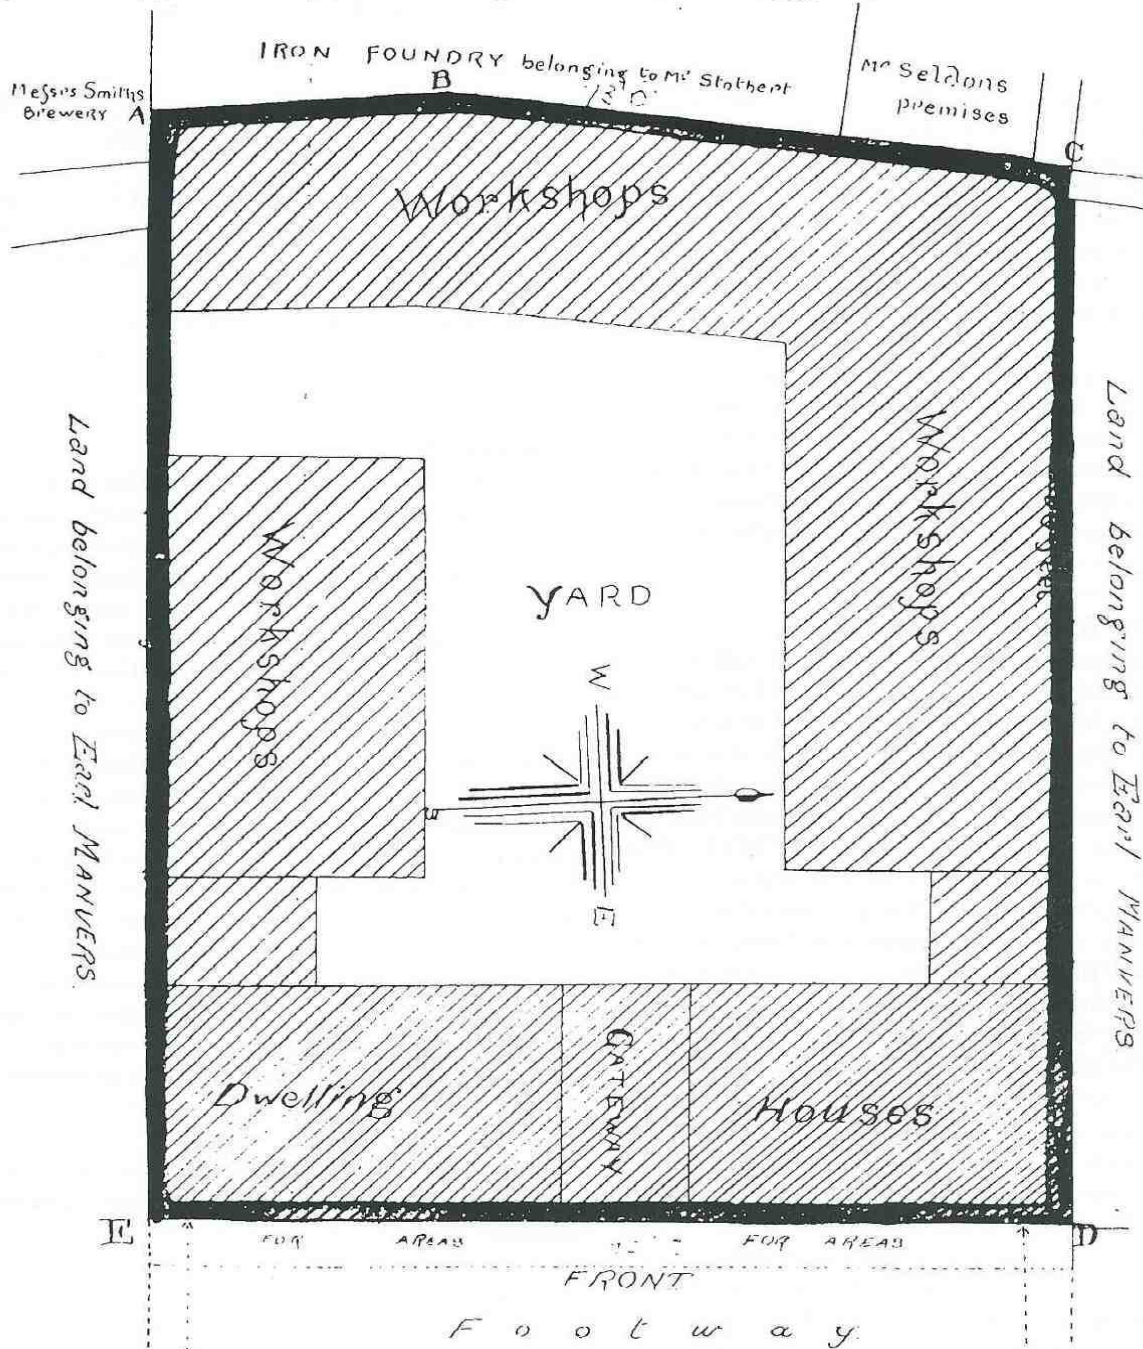 IRON FOUNDRY belonging to Mr Stothert
Messrs Smiths
Brewery
A
B
Mr Seldons
premises
C
Workshops
Workshops
Workshops
Land belonging to Earl MANVERS.
Land belonging to Earl MANVERS
YARD
W
E
Dwelling
GATEWAY
Houses
E
D
FOR AREAS
FOR AREAS
FRONT
Footway